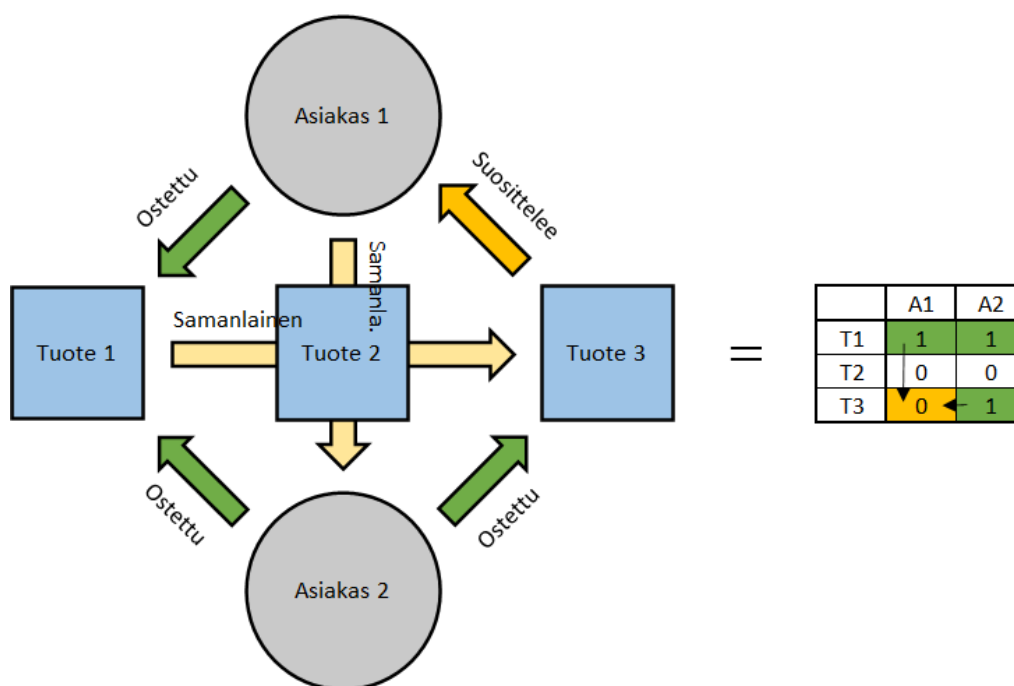 Asiakas 1
Ostettu
Suosittelee
Samanla.
Samanlainen
Tuote 1
Tuote 2
Tuote 3
Ostettu
Ostettu
Asiakas 2
=
A1 A2
T1 1 1
T2 0 0
T3 0 1